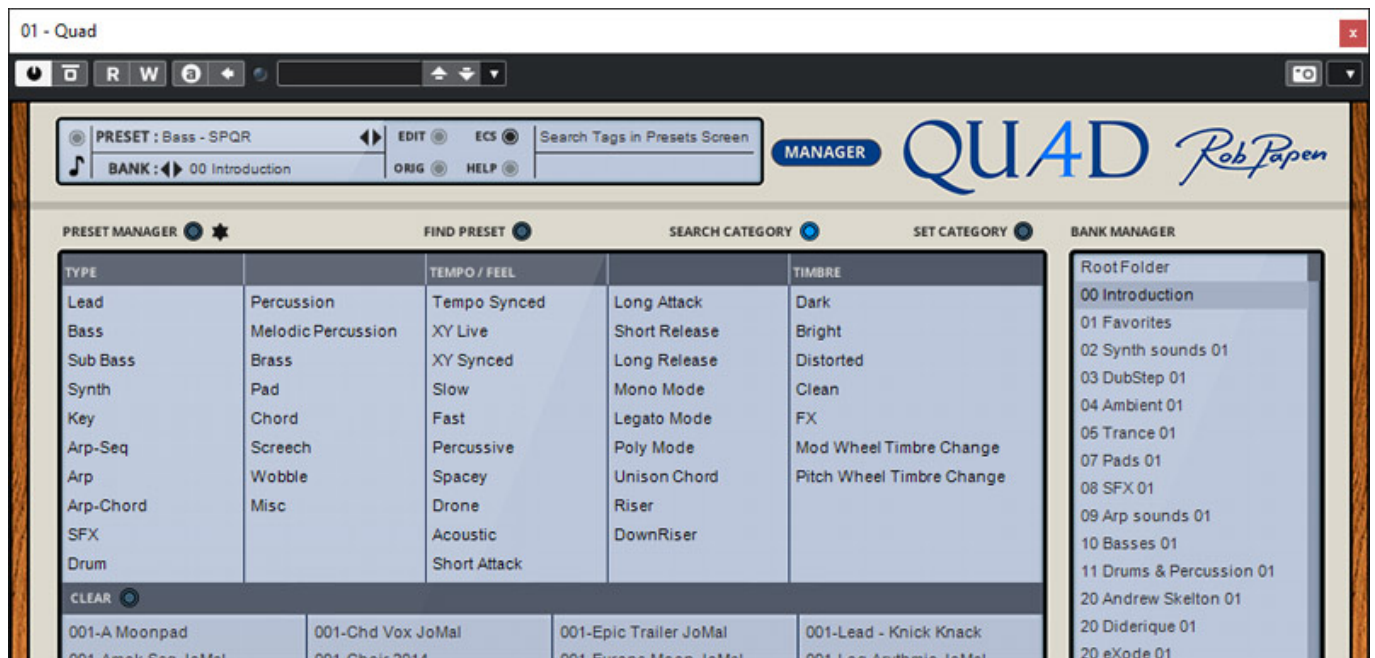 01 - Quad
x
R W a
PRESET : Bass - SPQR
EDIT
ECS
Search Tags in Presets Screen
BANK : 00 Introduction
ORIG
HELP
MANAGER
QUAD
Rob Papen
PRESET MANAGER
FIND PRESET
SEARCH CATEGORY
SET CATEGORY
BANK MANAGER
TYPE
Lead
Bass
Sub Bass
Synth
Key
Arp-Seq
Arp
Arp-Chord
SFX
Drum
Percussion
Melodic Percussion
Brass
Pad
Chord
Screech
Wobble
Misc
TEMPO / FEEL
Tempo Synced
XY Live
XY Synced
Slow
Fast
Percussive
Spacey
Drone
Acoustic
Short Attack
Long Attack
Short Release
Long Release
Mono Mode
Legato Mode
Poly Mode
Unison Chord
Riser
DownRiser
TIMBRE
Dark
Bright
Distorted
Clean
FX
Mod Wheel Timbre Change
Pitch Wheel Timbre Change
Root Folder
00 Introduction
01 Favorites
02 Synth sounds 01
03 DubStep 01
04 Ambient 01
05 Trance 01
07 Pads 01
08 SFX 01
09 Arp sounds 01
10 Basses 01
11 Drums & Percussion 01
20 Andrew Skelton 01
20 Diderique 01
20 eXode 01
CLEAR
001-A Moonpad
001-Chd Vox JoMal
001-Epic Trailer JoMal
001-Lead - Knick Knack